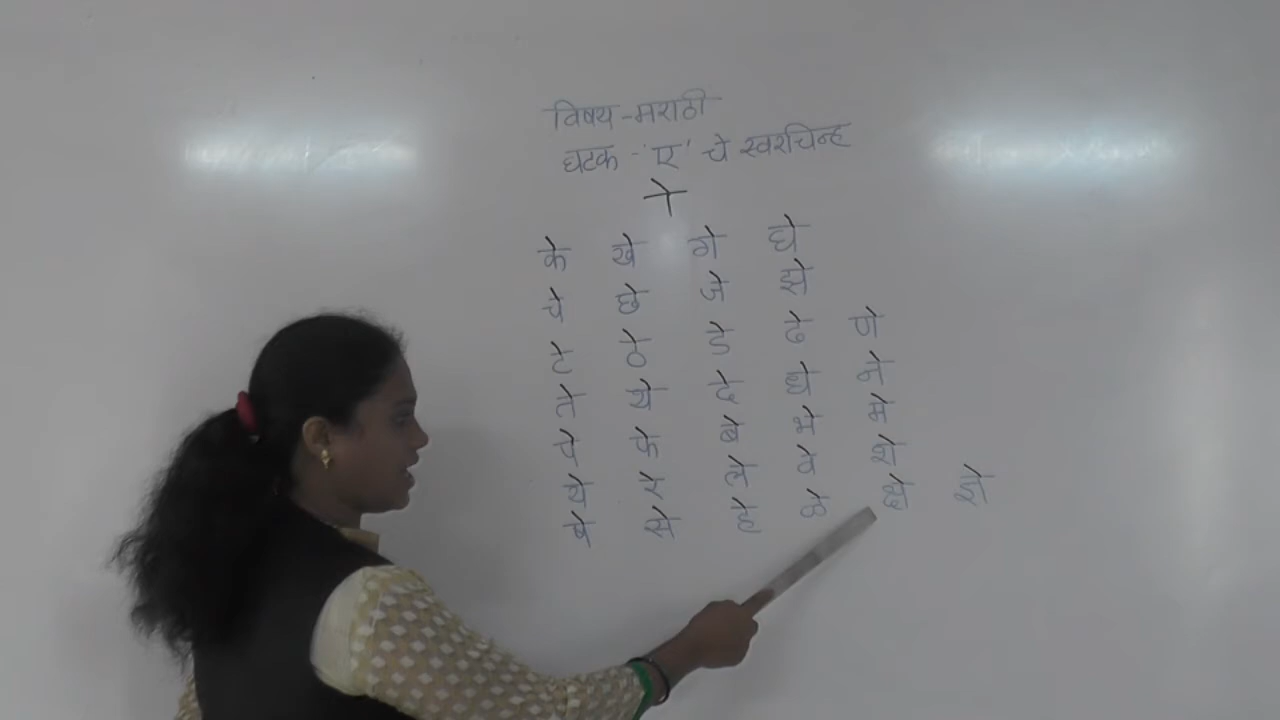 विषय - मराठी
घटक - 'ए' चे स्वरचिन्ह
े
के खे गे घे
चे छे जे झे
टे ठे डे ढे णे
ते थे दे धे ने
पे फे बे भे मे
ये रे ले वे शे
षे से हे ळे क्षे ज्ञे